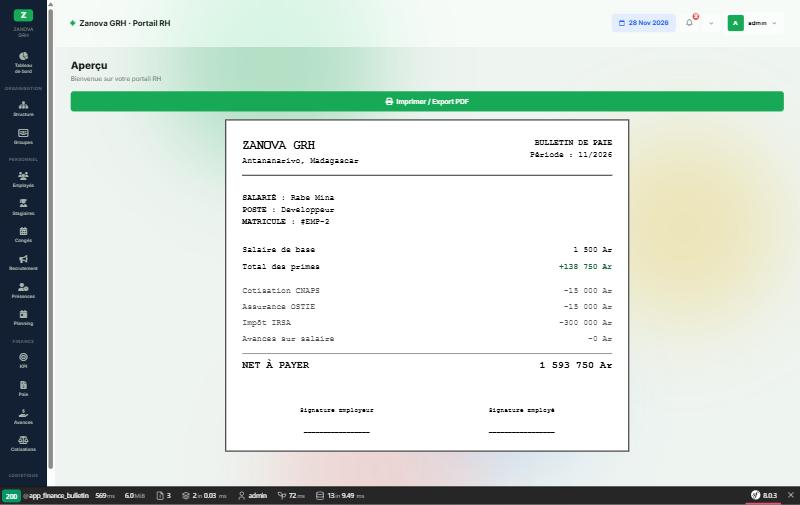 Z
ZANOVA
GRH
Tableau
de bord
ORGANISATION
Structure
Groupes
PERSONNEL
Employés
Stagiaires
Congés
Recrutement
Présences
Planning
FINANCE
KPI
Paie
Avances
Cotisations
LOGISTIQUE
Zanova GRH · Portail RH
28 Nov 2026
A admin
Aperçu
Bienvenue sur votre portail RH
Imprimer / Export PDF
ZANOVA GRH
Antananarivo, Madagascar
BULLETIN DE PAIE
Période : 11/2026
SALARIÉ : Rabe Mina
POSTE : Developpeur
MATRICULE : #EMP-2
Salaire de base 1 500 Ar
Total des primes +138 750 Ar
Cotisation CNAPS -15 000 Ar
Assurance OSTIE -15 000 Ar
Impôt IRSA -300 000 Ar
Avances sur salaire -0 Ar
NET À PAYER 1 593 750 Ar
Signature Employeur Signature Employé
________________ ________________
200 @app_finance_bulletin 569 ms 6.0 MiB 3 2 in 0.03 ms admin 72 ms 13 in 9.49 ms 8.0.3